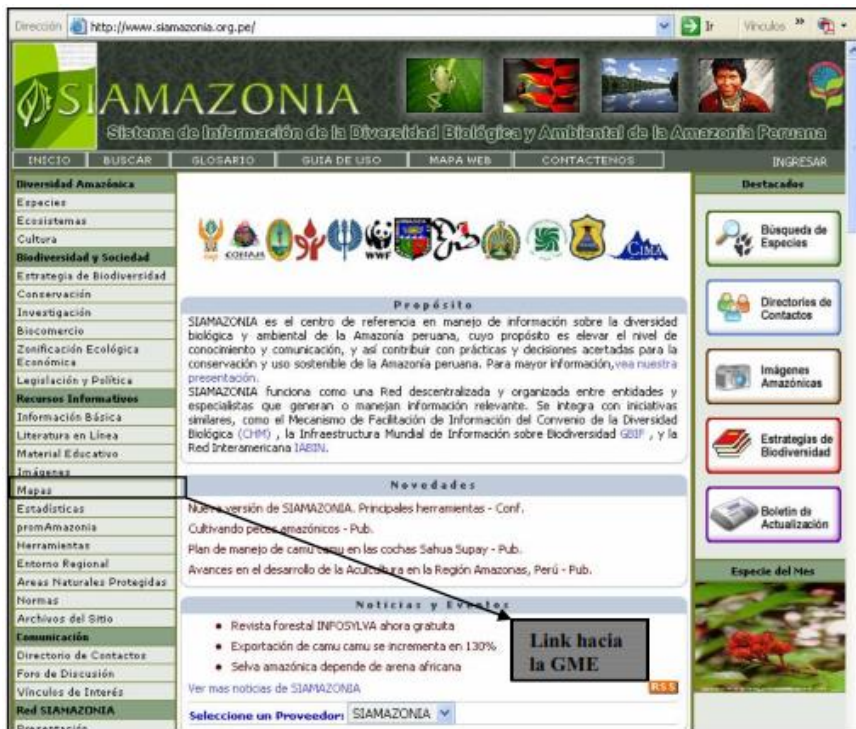 Dirección http://www.siamazonia.org.pe/ Ir Vínculos »
SIAMAZONIA
Sistema de Información de la Diversidad Biológica y Ambiental de la Amazonía Peruana
INICIO BUSCAR GLOSARIO GUIA DE USO MAPA WEB CONTACTENOS INGRESAR
Diversidad Amazónica
Especies
Ecosistemas
Cultura
Biodiversidad y Sociedad
Estrategia de Biodiversidad
Conservación
Investigación
Biocomercio
Zonificación Ecológica
Económica
Legislación y Política
Recursos Informativos
Información Básica
Literatura en Línea
Material Educativo
Imágenes
Mapas
Estadísticas
promAmazonia
Herramientas
Entorno Regional
Areas Naturales Protegidas
Normas
Archivos del Sitio
Comunicación
Directorio de Contactos
Foro de Discusión
Vínculos de Interés
Red SIAMAZONIA
Presentación
WWF
CIMA
Propósito
SIAMAZONIA es el centro de referencia en manejo de información sobre la diversidad
biológica y ambiental de la Amazonía peruana, cuyo propósito es elevar el nivel de
conocimiento y comunicación, y así contribuir con prácticas y decisiones acertadas para la
conservación y uso sostenible de la Amazonía peruana. Para mayor información,vea nuestra
presentación.
SIAMAZONIA funciona como una Red descentralizada y organizada entre entidades y
especialistas que generan o manejan información relevante. Se integra con iniciativas
similares, como el Mecanismo de Facilitación de Información del Convenio de la Diversidad
Biológica (CHM) , la Infraestructura Mundial de Información sobre Biodiversidad GBIF , y la
Red Interamericana IABIN.
Novedades
Nueva versión de SIAMAZONIA. Principales herramientas - Conf.
Cultivando peces amazónicos - Pub.
Plan de manejo de camu camu en las cochas Sahua Supay - Pub.
Avances en el desarrollo de la Acuicultura en la Región Amazonas, Perú - Pub.
Noticias y Eventos
Revista forestal INFOSYLVA ahora gratuita
Exportación de camu camu se incrementa en 130%
Selva amazónica depende de arena africana
Ver mas noticias de SIAMAZONIA RSS
Seleccione un Proveedor: SIAMAZONIA
Link hacia
la GME
Destacados
Búsqueda de
Especies
Directorios de
Contactos
Imágenes
Amazónicas
Estrategias de
Biodiversidad
Boletín de
Actualización
Especie del Mes